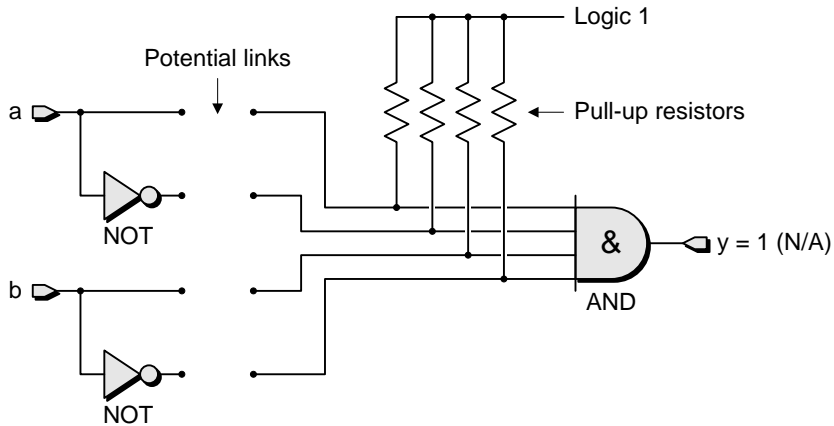 Logic 1
Potential links
a
Pull-up resistors
NOT
&
y = 1 (N/A)
b
AND
NOT